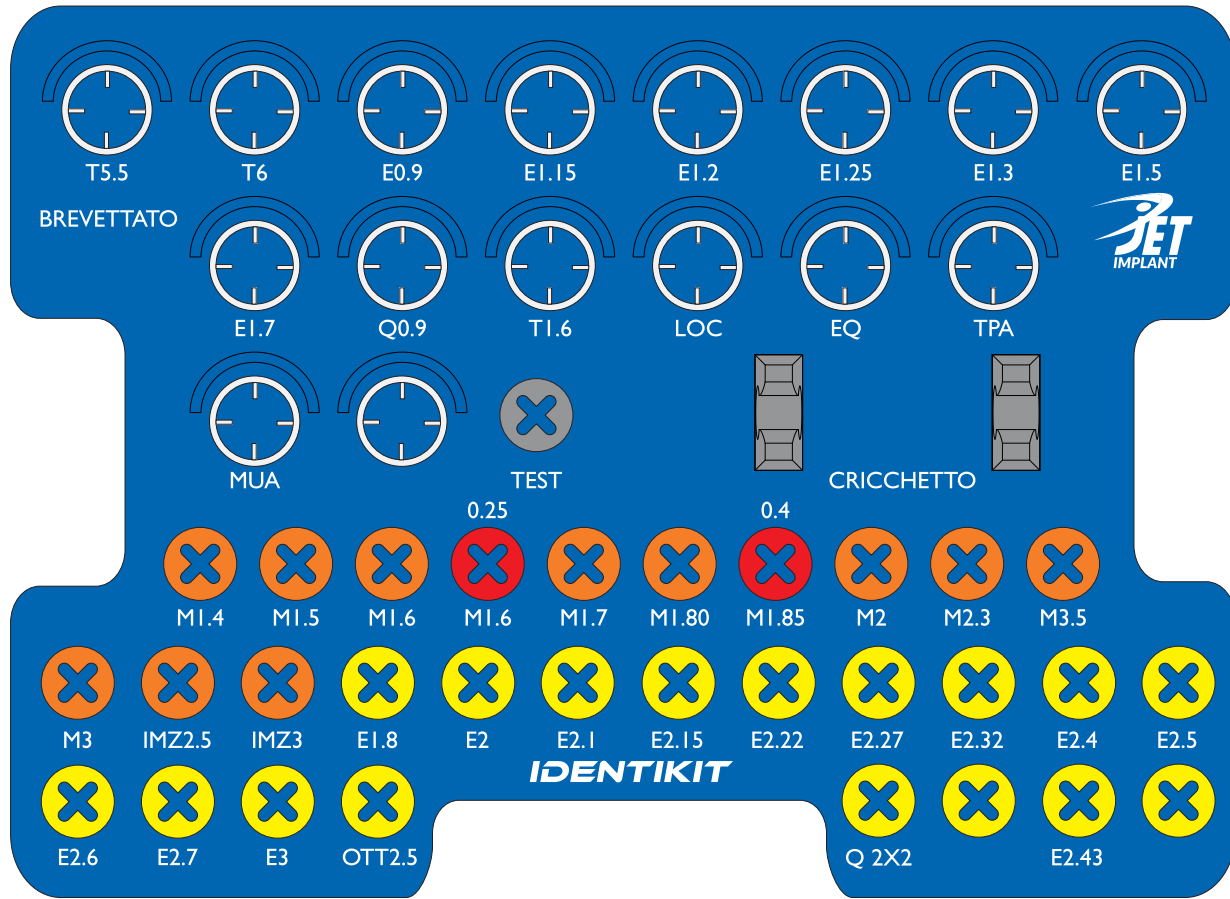 T5.5 T6 E0.9 E1.15 E1.2 E1.25 E1.3 E1.5
BREVETTATO
JET
IMPLANT
E1.7 Q0.9 T1.6 LOC EQ TPA
MUA TEST CRICCHETTO
0.25 0.4
M1.4 M1.5 M1.6 M1.6 M1.7 M1.80 M1.85 M2 M2.3 M3.5
M3 IMZ2.5 IMZ3 E1.8 E2 E2.1 E2.15 E2.22 E2.27 E2.32 E2.4 E2.5
IDENTIKIT
E2.6 E2.7 E3 OTT2.5 Q 2X2 E2.43